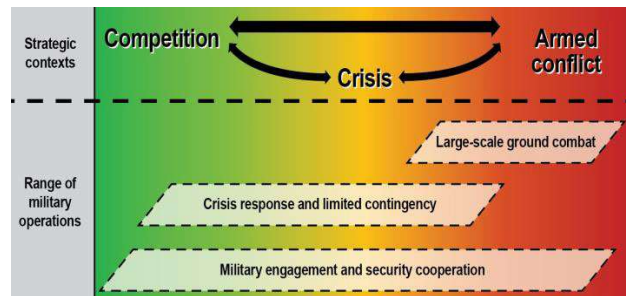 Strategic
contexts
Competition
Crisis
Armed
conflict
Range of
military
operations
Large-scale ground combat
Crisis response and limited contingency
Military engagement and security cooperation